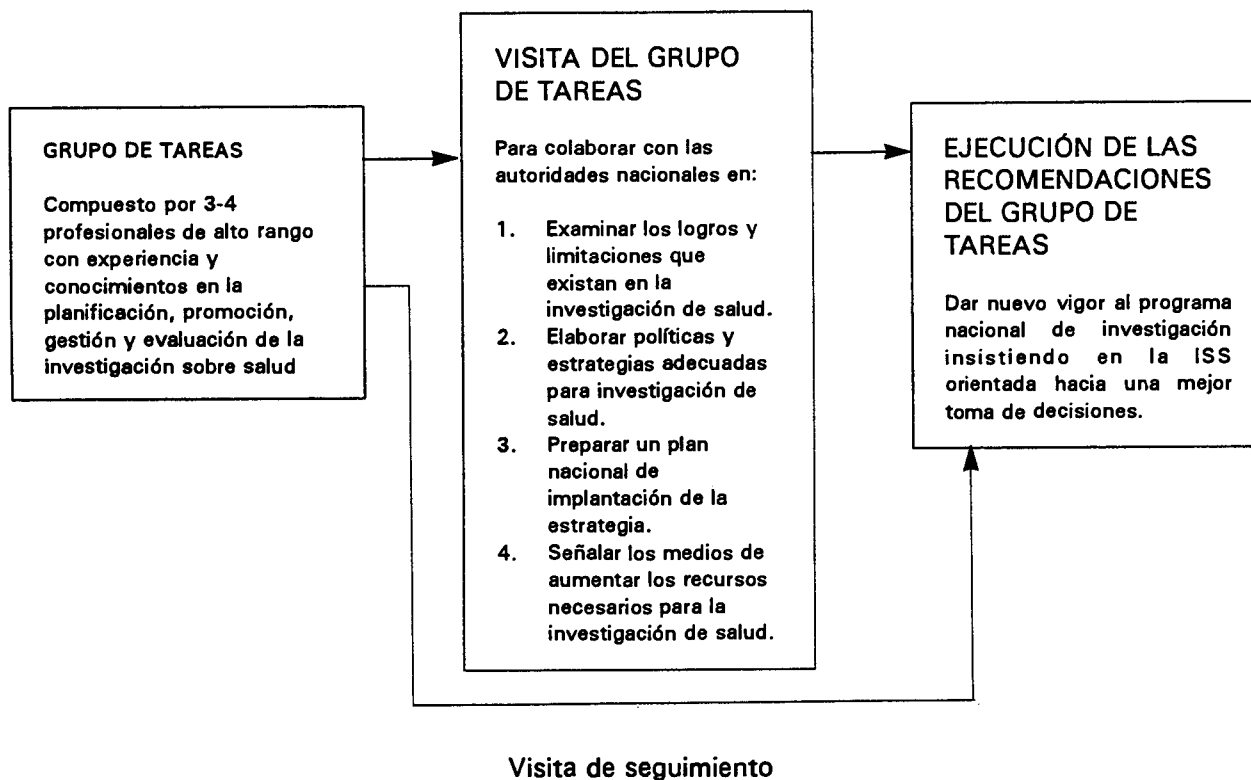 GRUPO DE TAREAS
Compuesto por 3-4
profesionales de alto rango
con experiencia y
conocimientos en la
planificación, promoción,
gestión y evaluación de la
investigación sobre salud
VISITA DEL GRUPO
DE TAREAS
Para colaborar con las
autoridades nacionales en:
1. Examinar los logros y
limitaciones que
existan en la
investigación de salud.
2. Elaborar políticas y
estrategias adecuadas
para investigación de
salud.
3. Preparar un plan
nacional de
implantación de la
estrategia.
4. Señalar los medios de
aumentar los recursos
necesarios para la
investigación de salud.
EJECUCIÓN DE LAS
RECOMENDACIONES
DEL GRUPO DE
TAREAS
Dar nuevo vigor al programa
nacional de investigación
insistiendo en la ISS
orientada hacia una mejor
toma de decisiones.
Visita de seguimiento